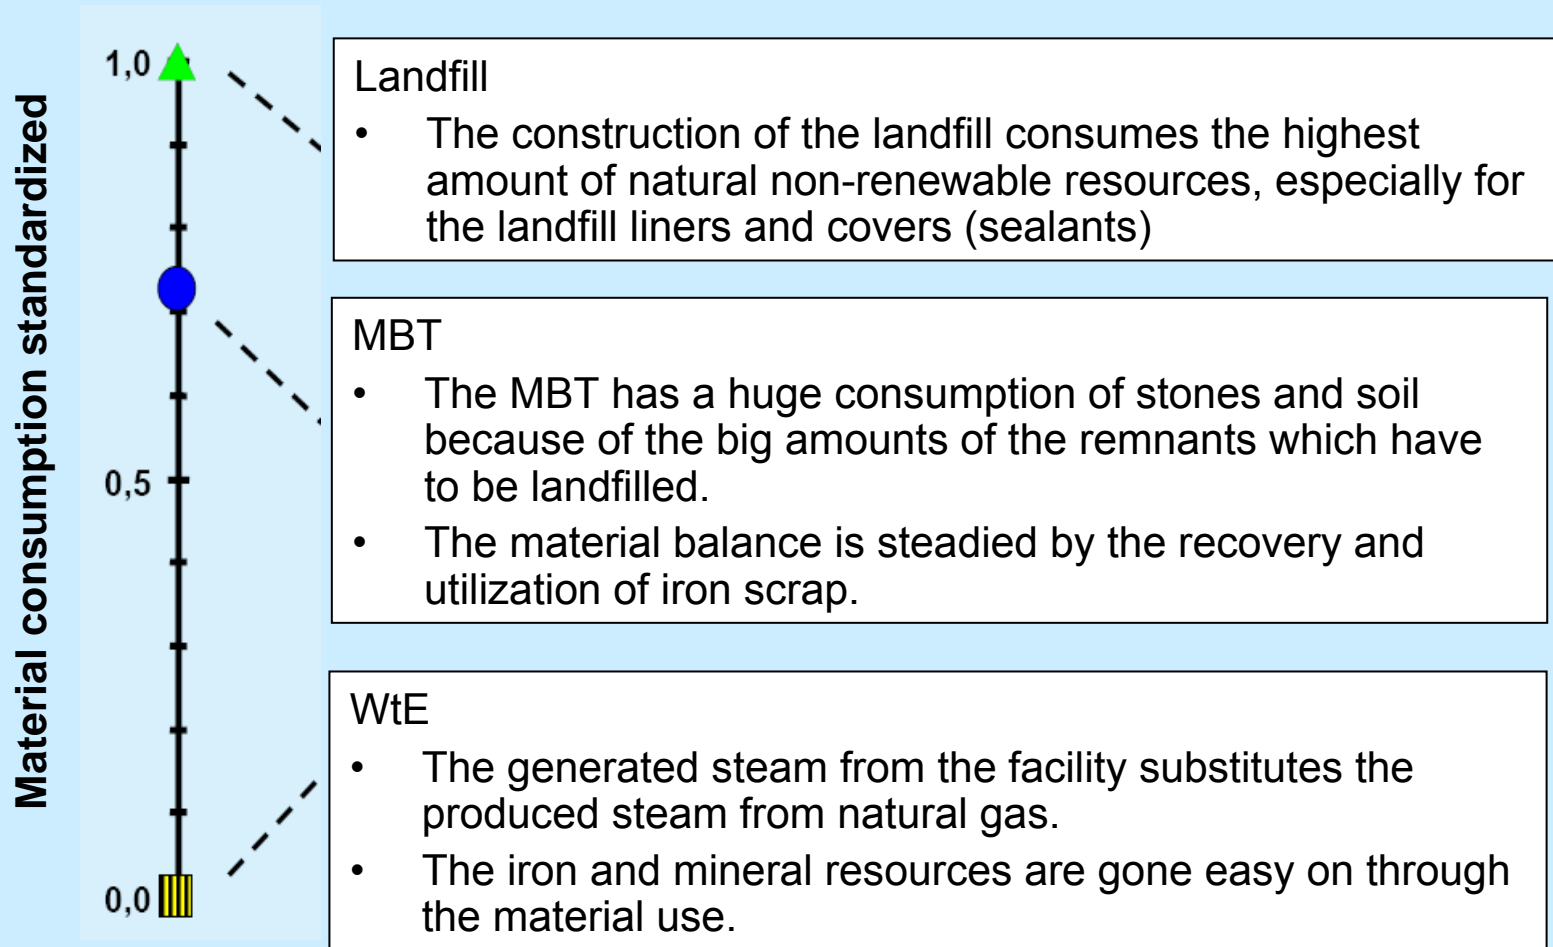 Material consumption standardized
1,0
0,5
0,0
Landfill
• The construction of the landfill consumes the highest
amount of natural non-renewable resources, especially for
the landfill liners and covers (sealants)
MBT
• The MBT has a huge consumption of stones and soil
because of the big amounts of the remnants which have
to be landfilled.
• The material balance is steadied by the recovery and
utilization of iron scrap.
WtE
• The generated steam from the facility substitutes the
produced steam from natural gas.
• The iron and mineral resources are gone easy on through
the material use.